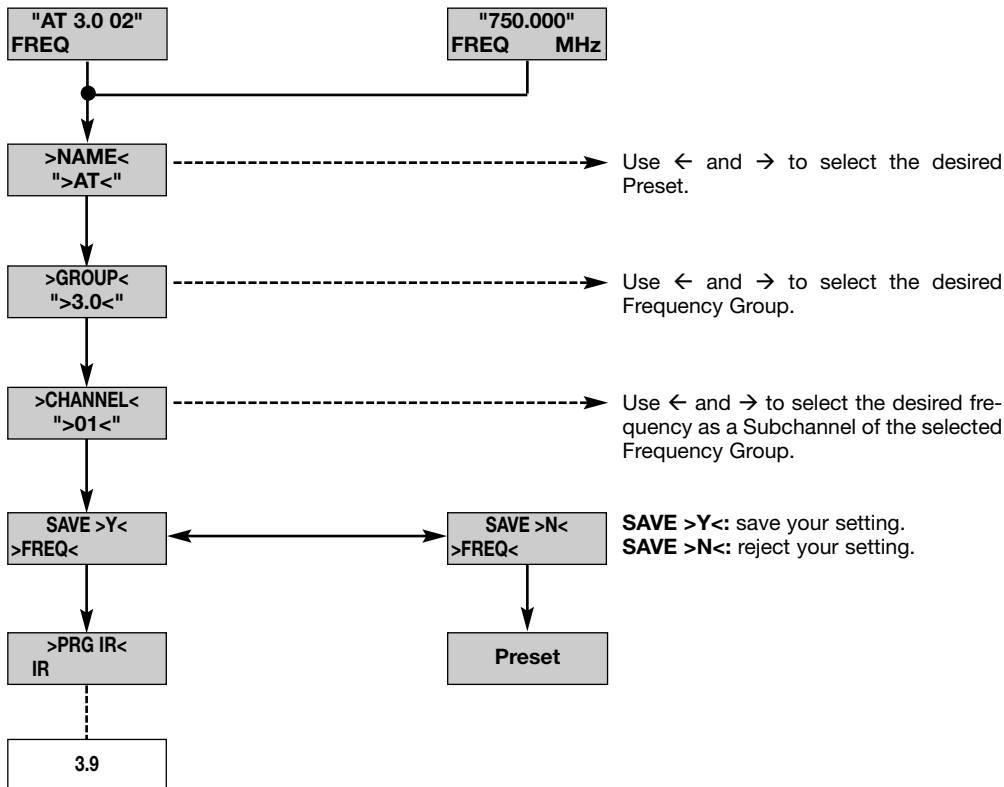 "AT 3.0 02"
FREQ
"750.000"
FREQ MHz
>NAME<
">AT<"
Use ← and → to select the desired
Preset.
>GROUP<
">3.0<"
Use ← and → to select the desired
Frequency Group.
>CHANNEL<
">01<"
Use ← and → to select the desired fre-
quency as a Subchannel of the selected
Frequency Group.
SAVE >Y<
>FREQ<
SAVE >N<
>FREQ<
SAVE >Y<: save your setting.
SAVE >N<: reject your setting.
>PRG IR<
IR
Preset
3.9